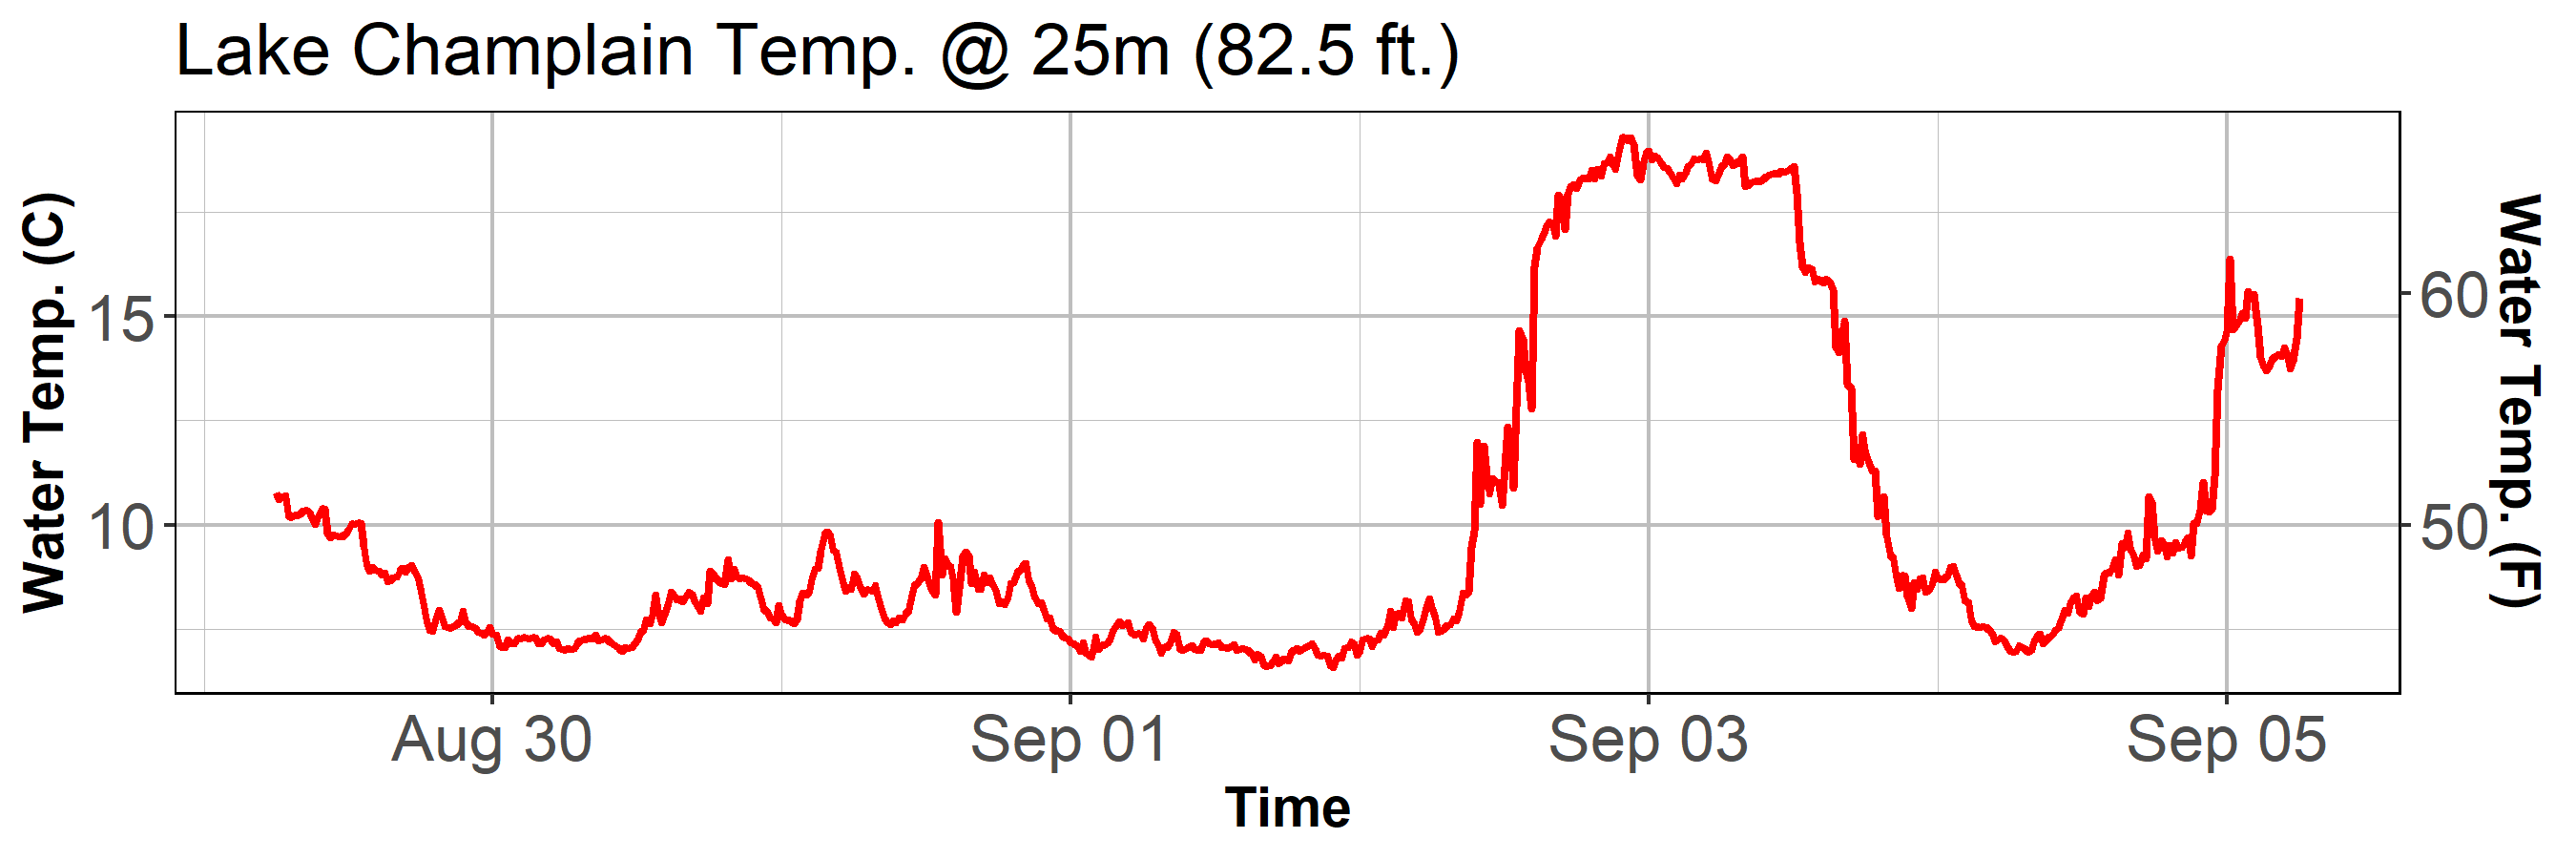 Lake Champlain Temp. @ 25m (82.5 ft.)
Water Temp. (C)
15
10
60
50
Water Temp. (F)
Aug 30 Sep 01 Sep 03 Sep 05
Time